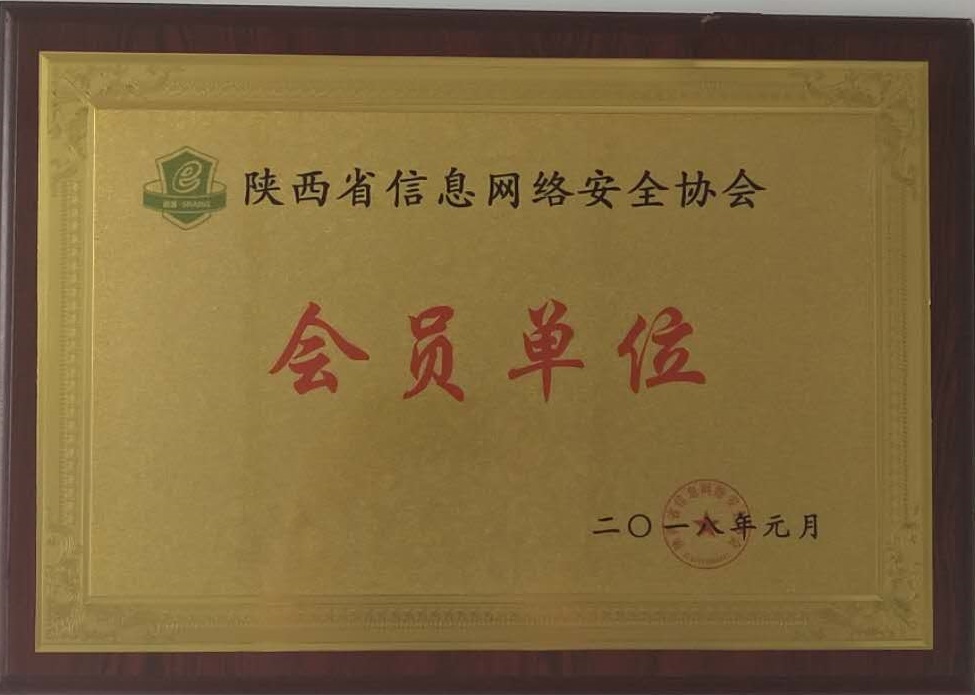 陕西省信息网络安全协会
会员单位
二〇一八年元月